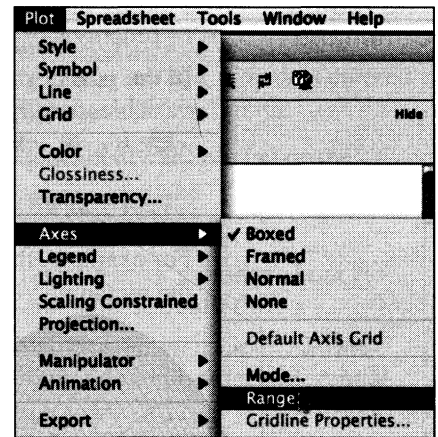 Plot Spreadsheet Tools Window Help
Style
Symbol
Line
Grid
Hide
Color
Glossiness...
Transparency...
Axes
Legend
Lighting
Scaling Constrained
Projection...
Manipulator
Animation
Export
✓ Boxed
Framed
Normal
None
Default Axis Grid
Mode...
Range...
Gridline Properties...